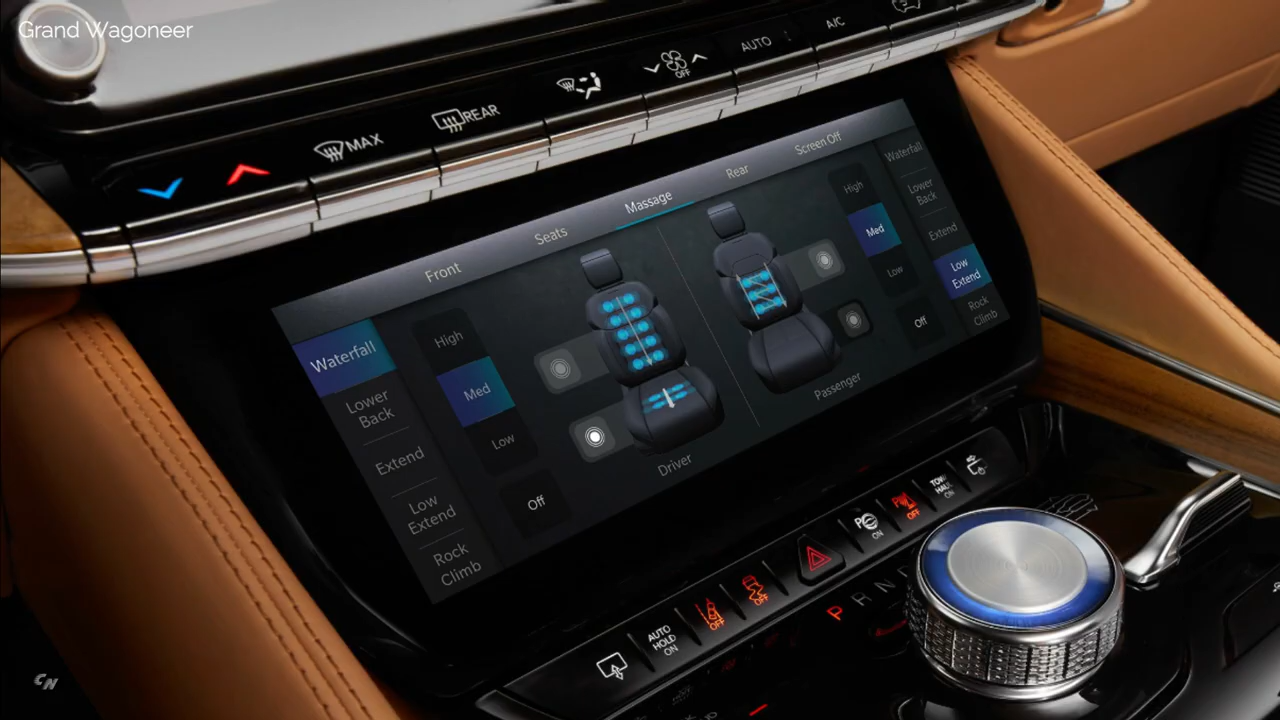 Grand Wagoneer
MAX
REAR
OFF
AUTO
A/C
Front
Seats
Massage
Rear
Screen Off
Waterfall
Lower
Back
Extend
Low
Extend
Rock
Climb
High
Med
Low
Off
Driver
Passenger
High
Med
Low
Off
Waterfall
Lower
Back
Extend
Low
Extend
Rock
Climb
AUTO
HOLD
ON
OFF
OFF
P
ON
OFF
TOW
HAUL
ON
P R N
CN